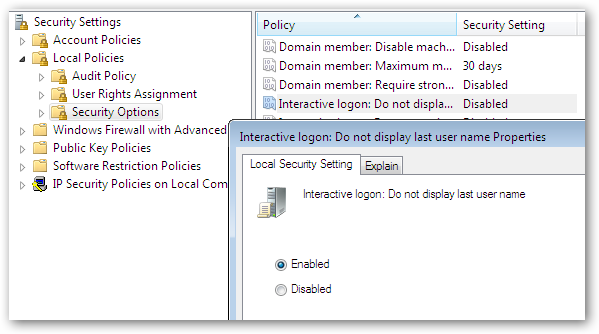 Security Settings
Account Policies
Local Policies
Audit Policy
User Rights Assignment
Security Options
Windows Firewall with Advanced
Public Key Policies
Software Restriction Policies
IP Security Policies on Local Com
Policy Security Setting
Domain member: Disable mach... Disabled
Domain member: Maximum m... 30 days
Domain member: Require stron... Disabled
Interactive logon: Do not displa... Disabled
Interactive logon: Do not display last user name Properties
Local Security Setting Explain
Interactive logon: Do not display last user name
Enabled
Disabled